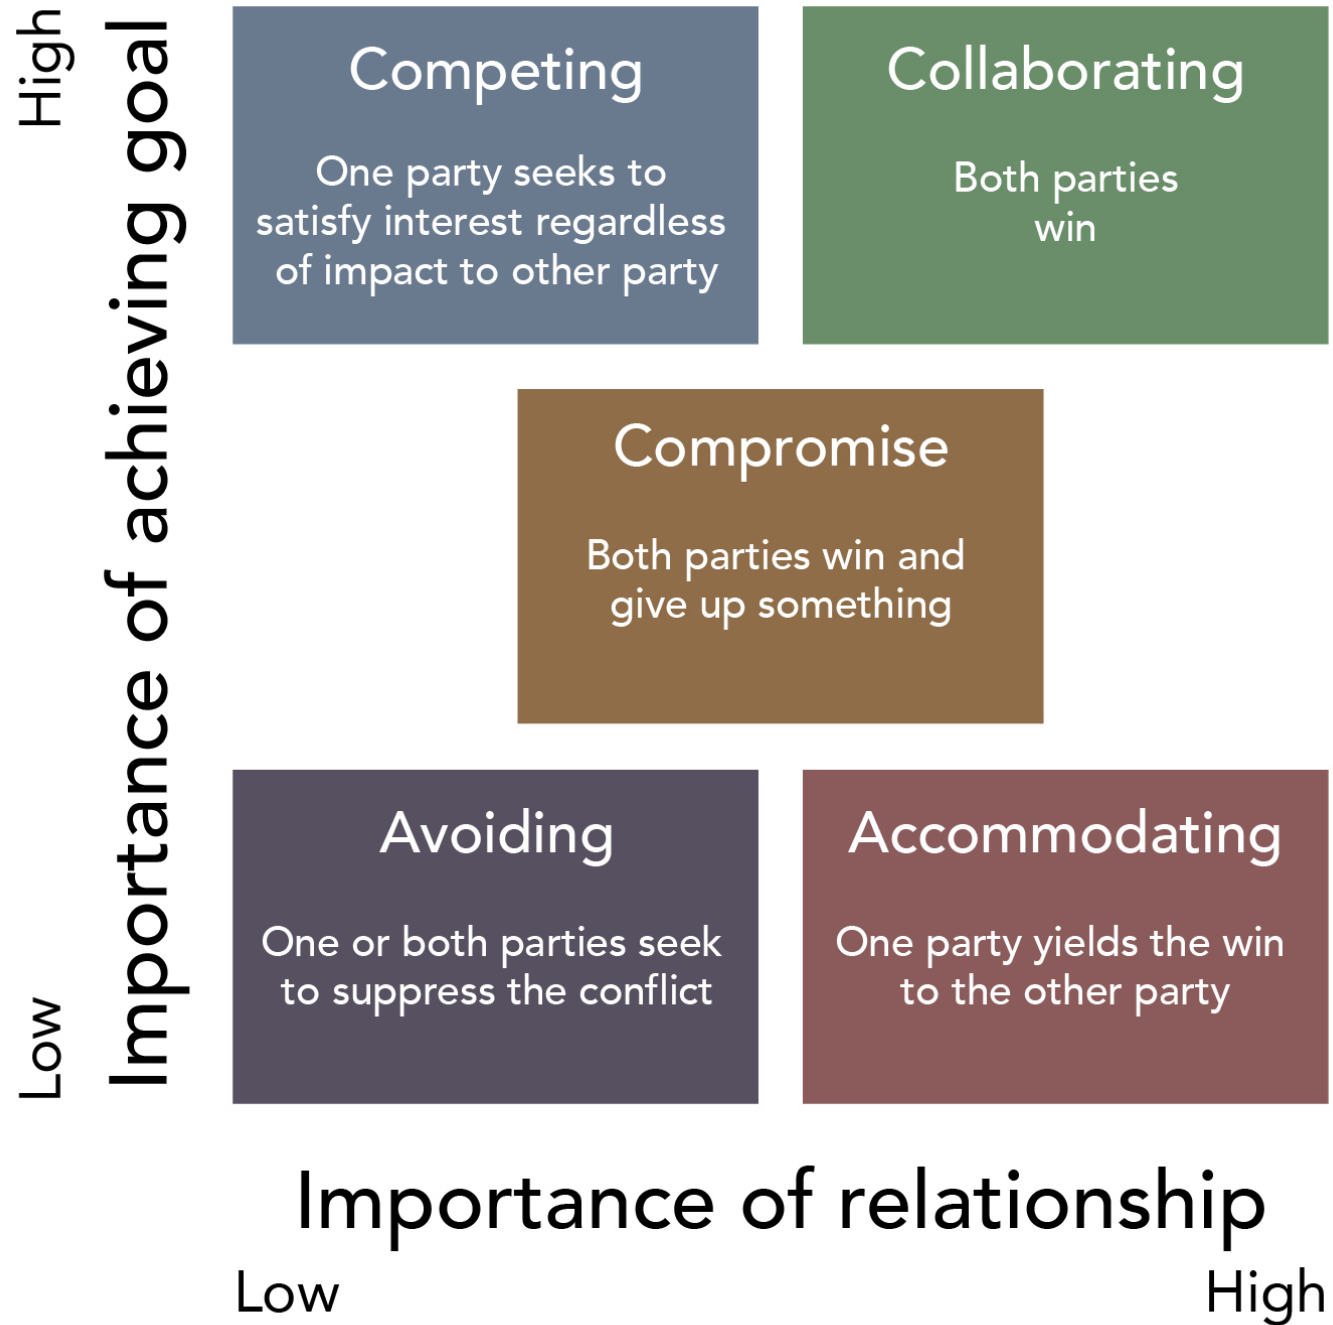 High
Importance of achieving goal
Low
Competing
One party seeks to
satisfy interest regardless
of impact to other party
Collaborating
Both parties
win
Compromise
Both parties win and
give up something
Avoiding
One or both parties seek
to suppress the conflict
Accommodating
One party yields the win
to the other party
Importance of relationship
Low
High